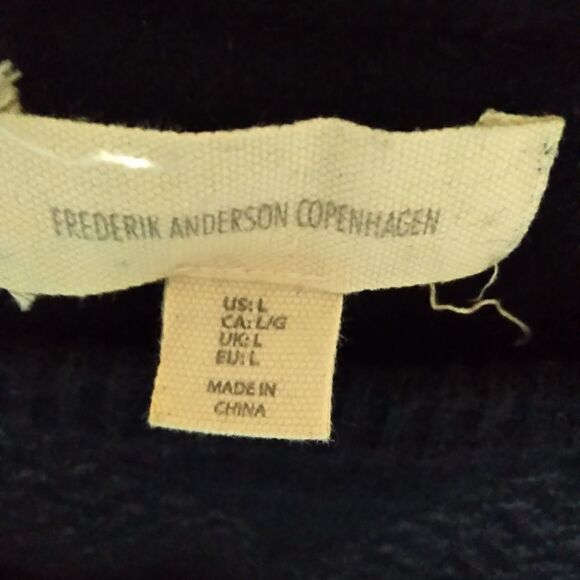 FREDERIK ANDERSON COPENHAGEN
US: L
CA: L/G
UK: L
EU: L
MADE IN
CHINA